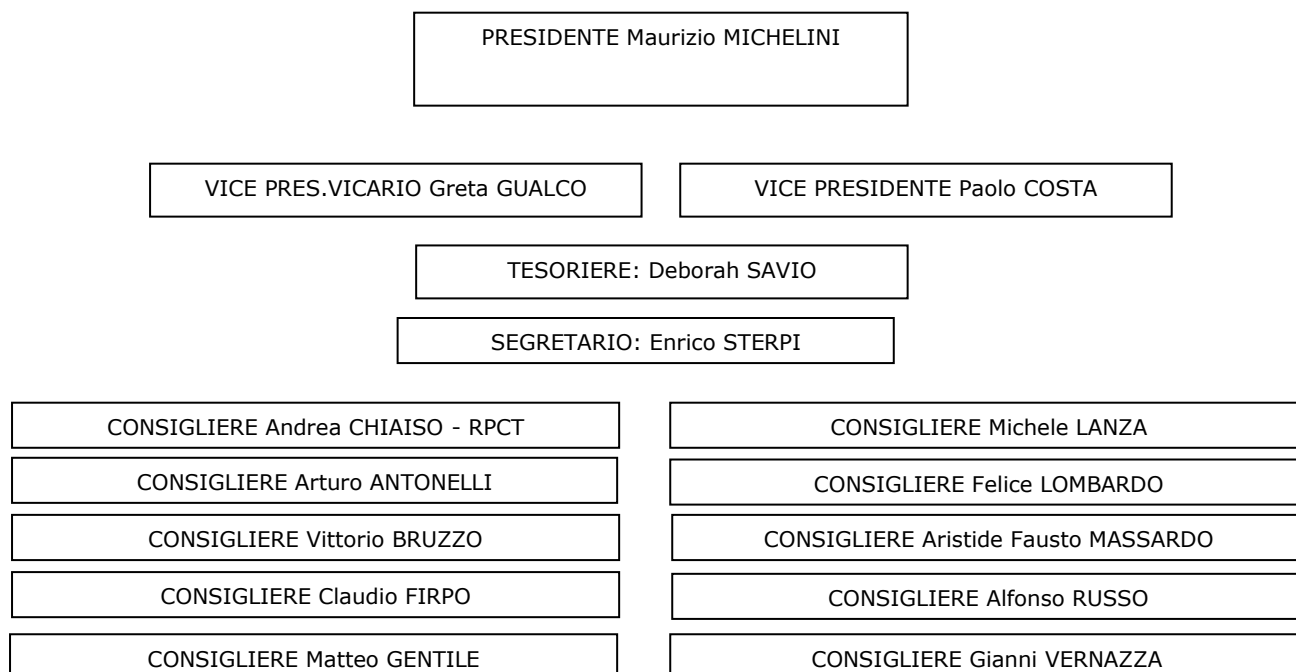 PRESIDENTE Maurizio MICHELINI
VICE PRES.VICARIO Greta GUALCO
VICE PRESIDENTE Paolo COSTA
TESORIERE: Deborah SAVIO
SEGRETARIO: Enrico STERPI
CONSIGLIERE Andrea CHIAISO - RPCT
CONSIGLIERE Michele LANZA
CONSIGLIERE Arturo ANTONELLI
CONSIGLIERE Felice LOMBARDO
CONSIGLIERE Vittorio BRUZZO
CONSIGLIERE Aristide Fausto MASSARDO
CONSIGLIERE Claudio FIRPO
CONSIGLIERE Alfonso RUSSO
CONSIGLIERE Matteo GENTILE
CONSIGLIERE Gianni VERNAZZA